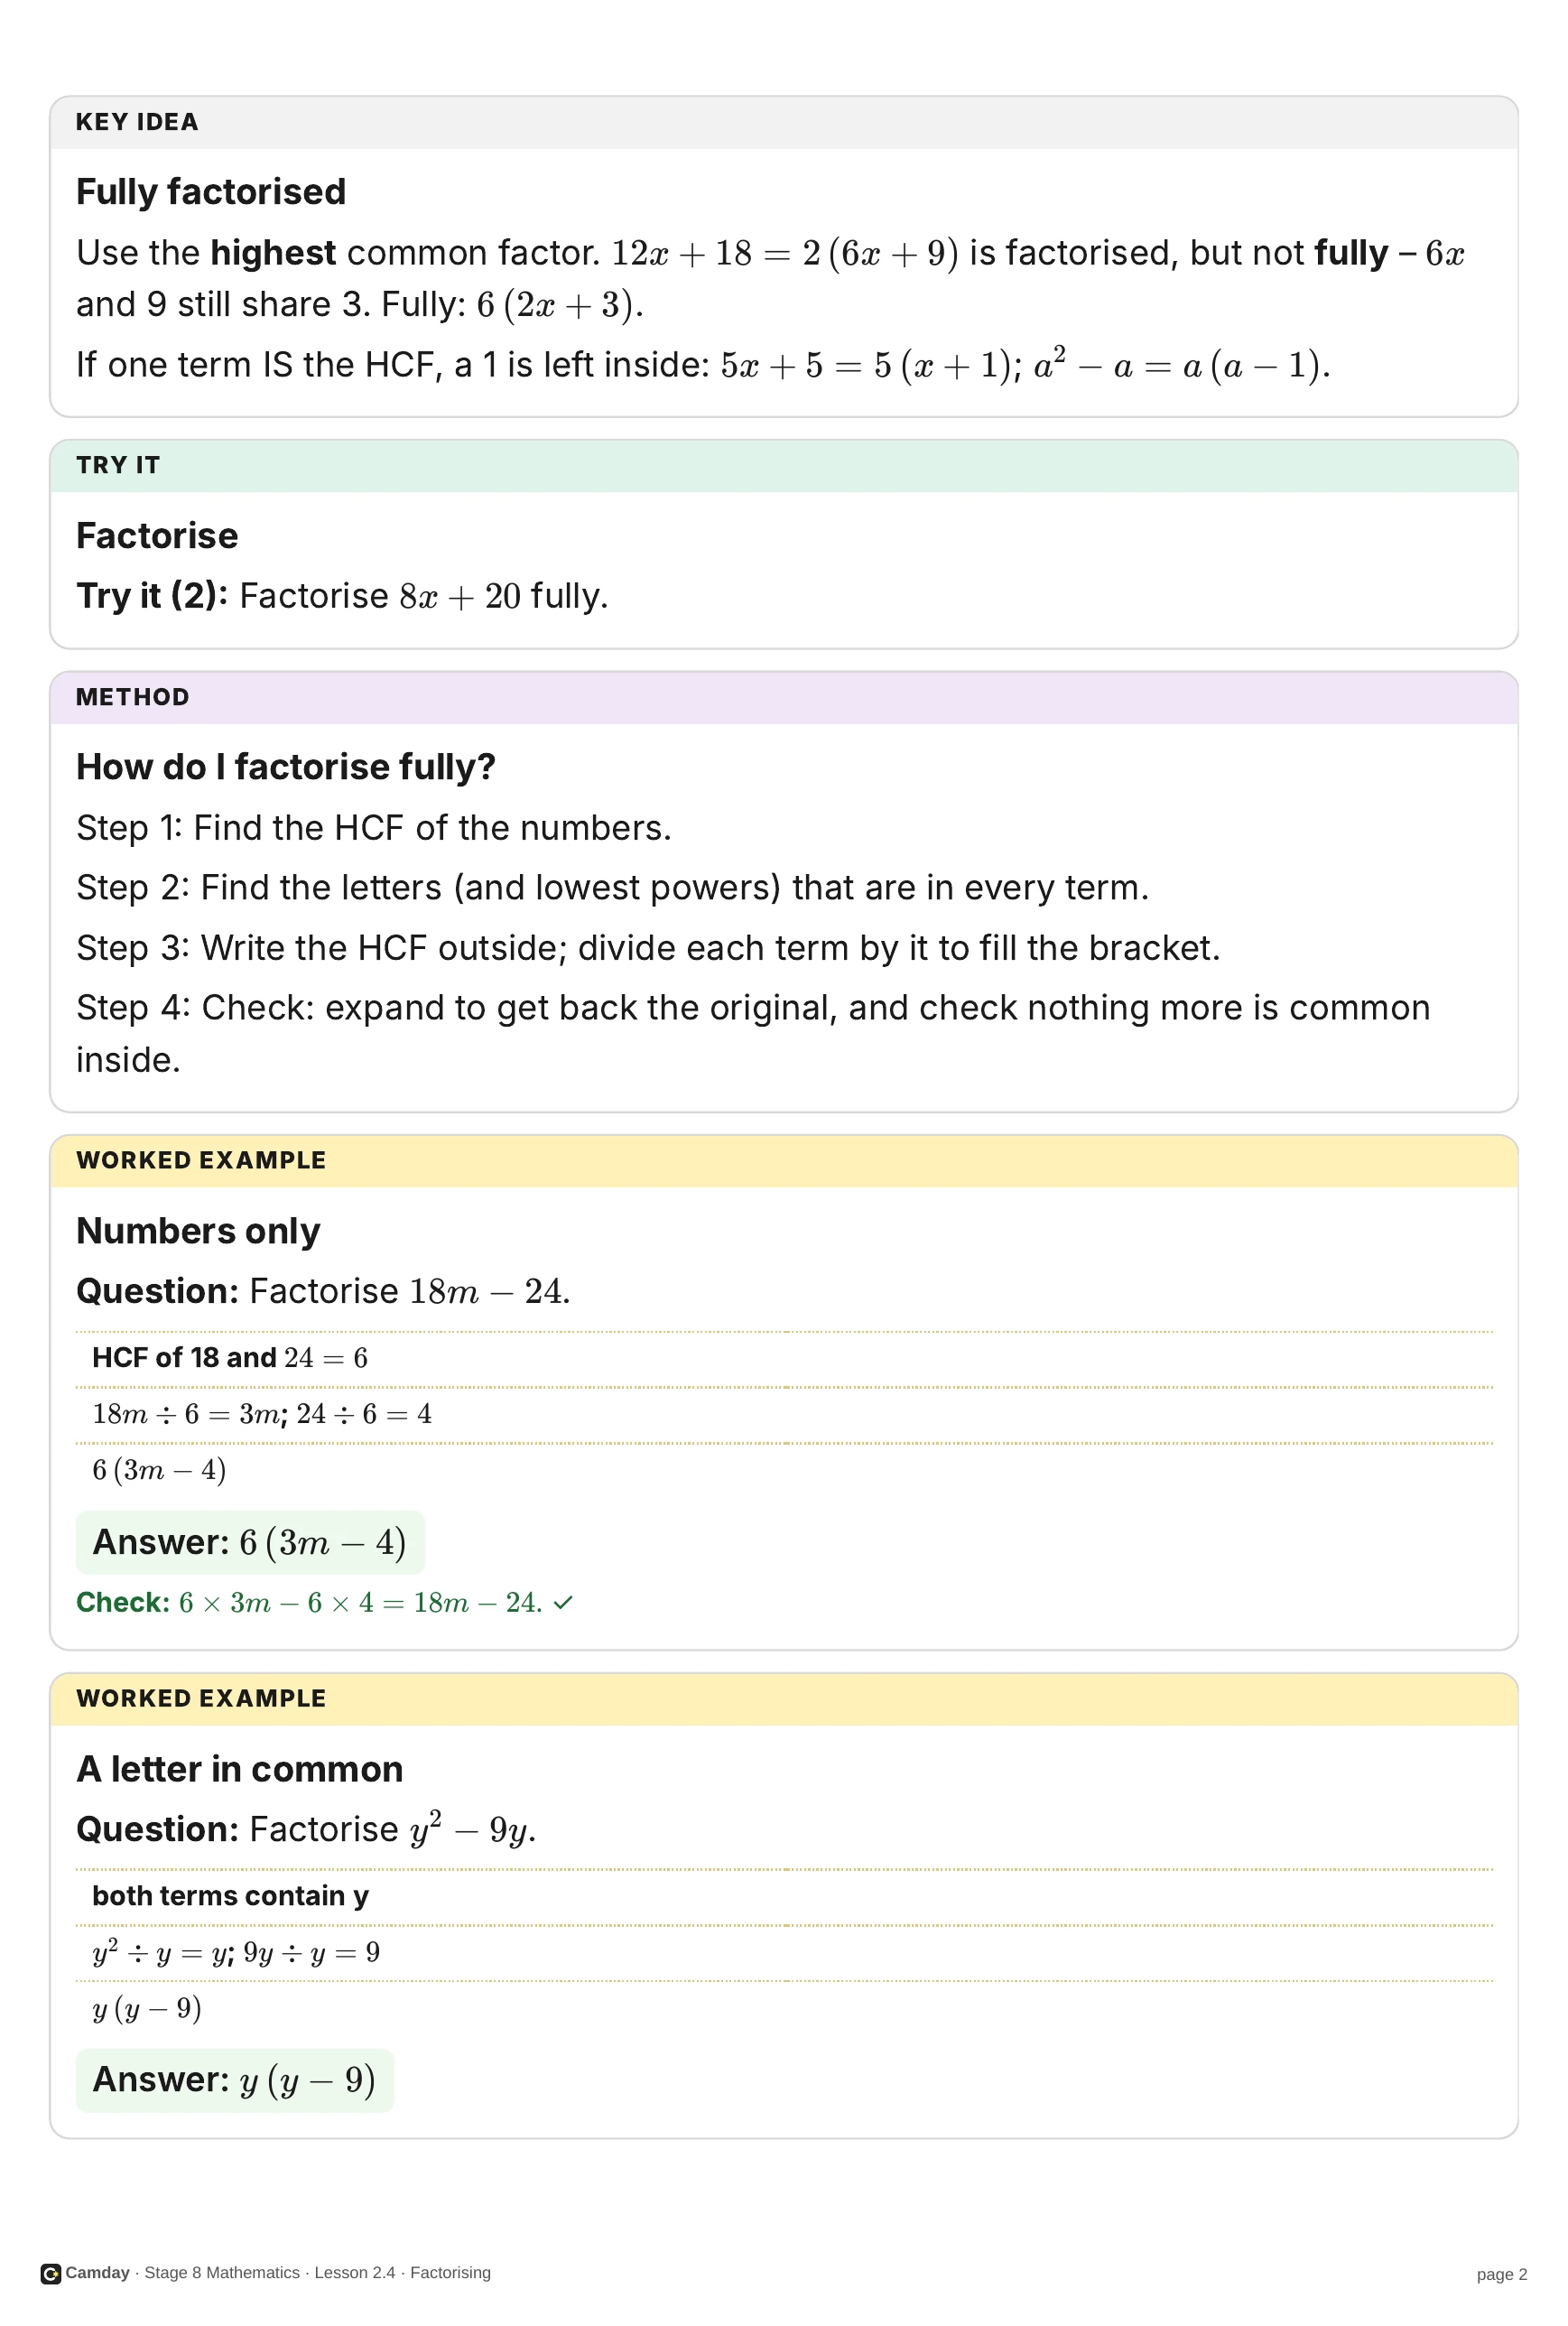 KEY IDEA
Fully factorised
Use the highest common factor. 12x + 18 = 2 (6x + 9) is factorised, but not fully – 6x
and 9 still share 3. Fully: 6 (2x + 3).
If one term IS the HCF, a 1 is left inside: 5x + 5 = 5 (x + 1); a² − a = a (a − 1).
TRY IT
Factorise
Try it (2): Factorise 8x + 20 fully.
METHOD
How do I factorise fully?
Step 1: Find the HCF of the numbers.
Step 2: Find the letters (and lowest powers) that are in every term.
Step 3: Write the HCF outside; divide each term by it to fill the bracket.
Step 4: Check: expand to get back the original, and check nothing more is common
inside.
WORKED EXAMPLE
Numbers only
Question: Factorise 18m − 24.
HCF of 18 and 24 = 6
18m ÷ 6 = 3m; 24 ÷ 6 = 4
6 (3m − 4)
Answer: 6 (3m − 4)
Check: 6 × 3m − 6 × 4 = 18m − 24. ✓
WORKED EXAMPLE
A letter in common
Question: Factorise y² − 9y.
both terms contain y
y² ÷ y = y; 9y ÷ y = 9
y (y − 9)
Answer: y (y − 9)
Camday · Stage 8 Mathematics · Lesson 2.4 · Factorising
page 2